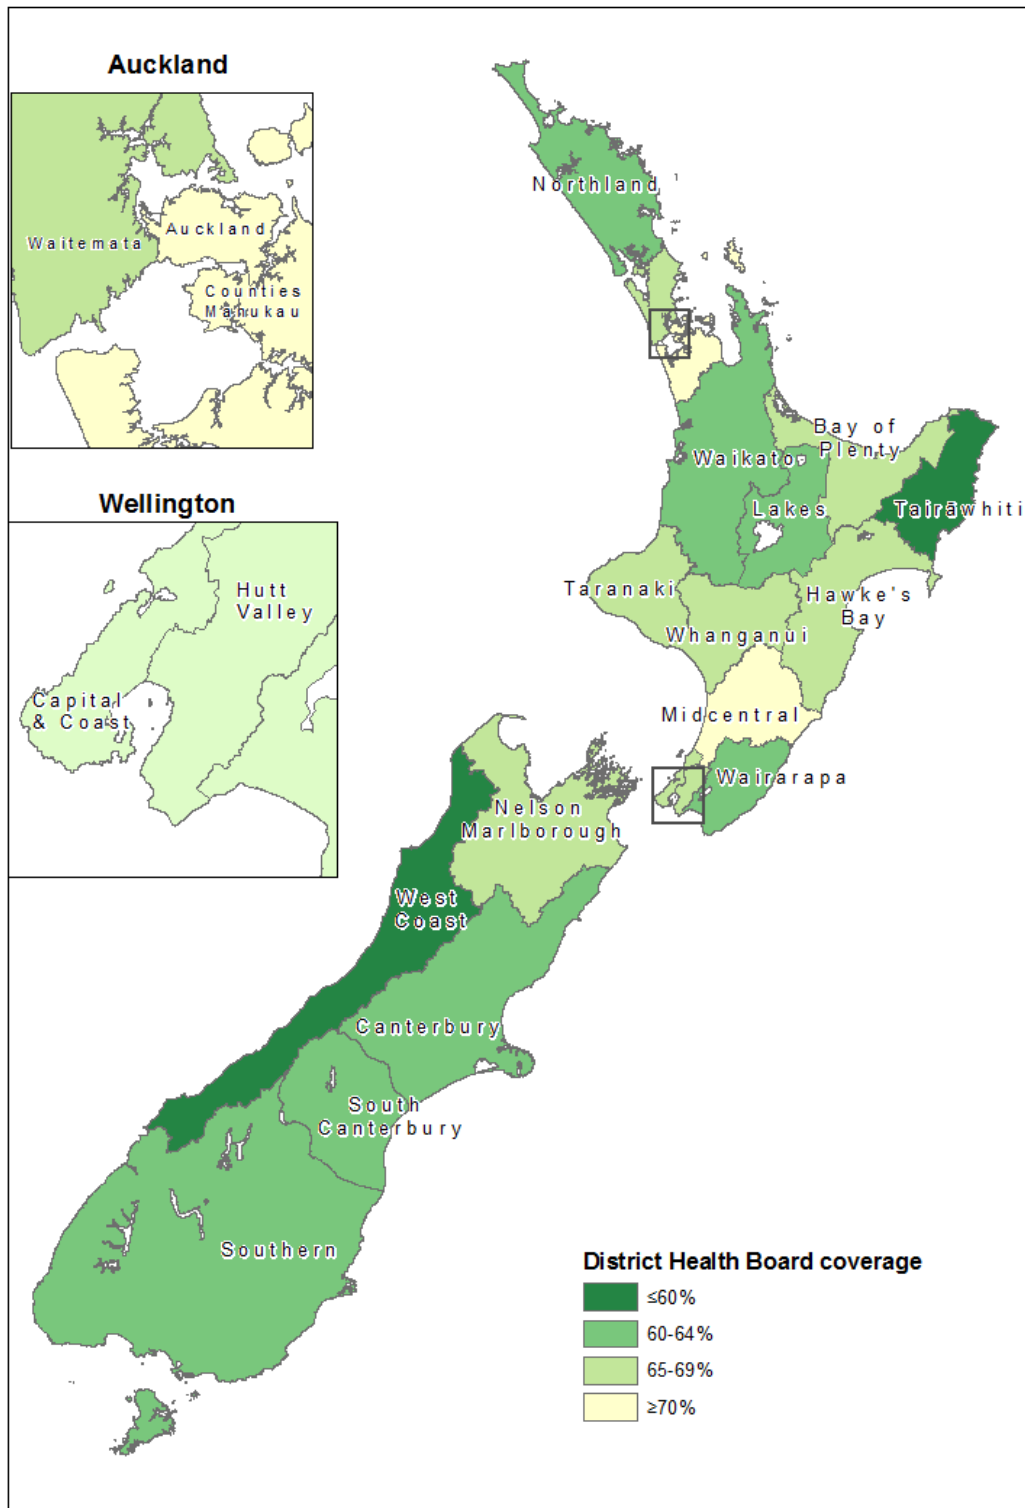 Auckland
Waitemata
Auckland
Counties
Manukau
Wellington
Hutt
Valley
Capital
& Coast
Northland
Bay of
Plenty
Waikato
Lakes
Tairāwhiti
Taranaki
Hawke's
Bay
Whanganui
Midcentral
Wairarapa
Nelson
Marlborough
West
Coast
Canterbury
South
Canterbury
Southern
District Health Board coverage
≤60%
60-64%
65-69%
≥70%